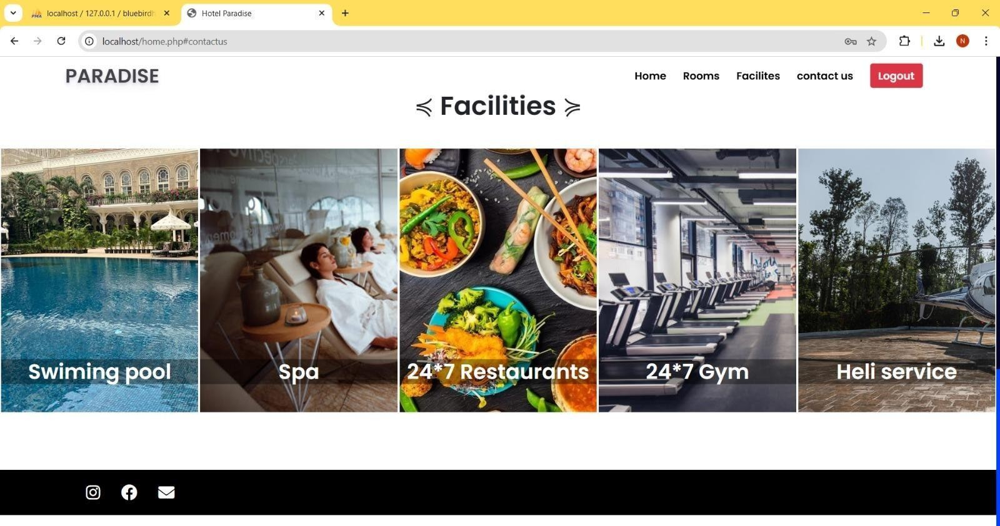 localhost / 127.0.0.1 / bluebirdh
Hotel Paradise
localhost/home.php#contactus
N
PARADISE
Home
Rooms
Facilites
contact us
Logout
≼ Facilities ≽
Swiming pool
Spa
24*7 Restaurants
24*7 Gym
Heli service